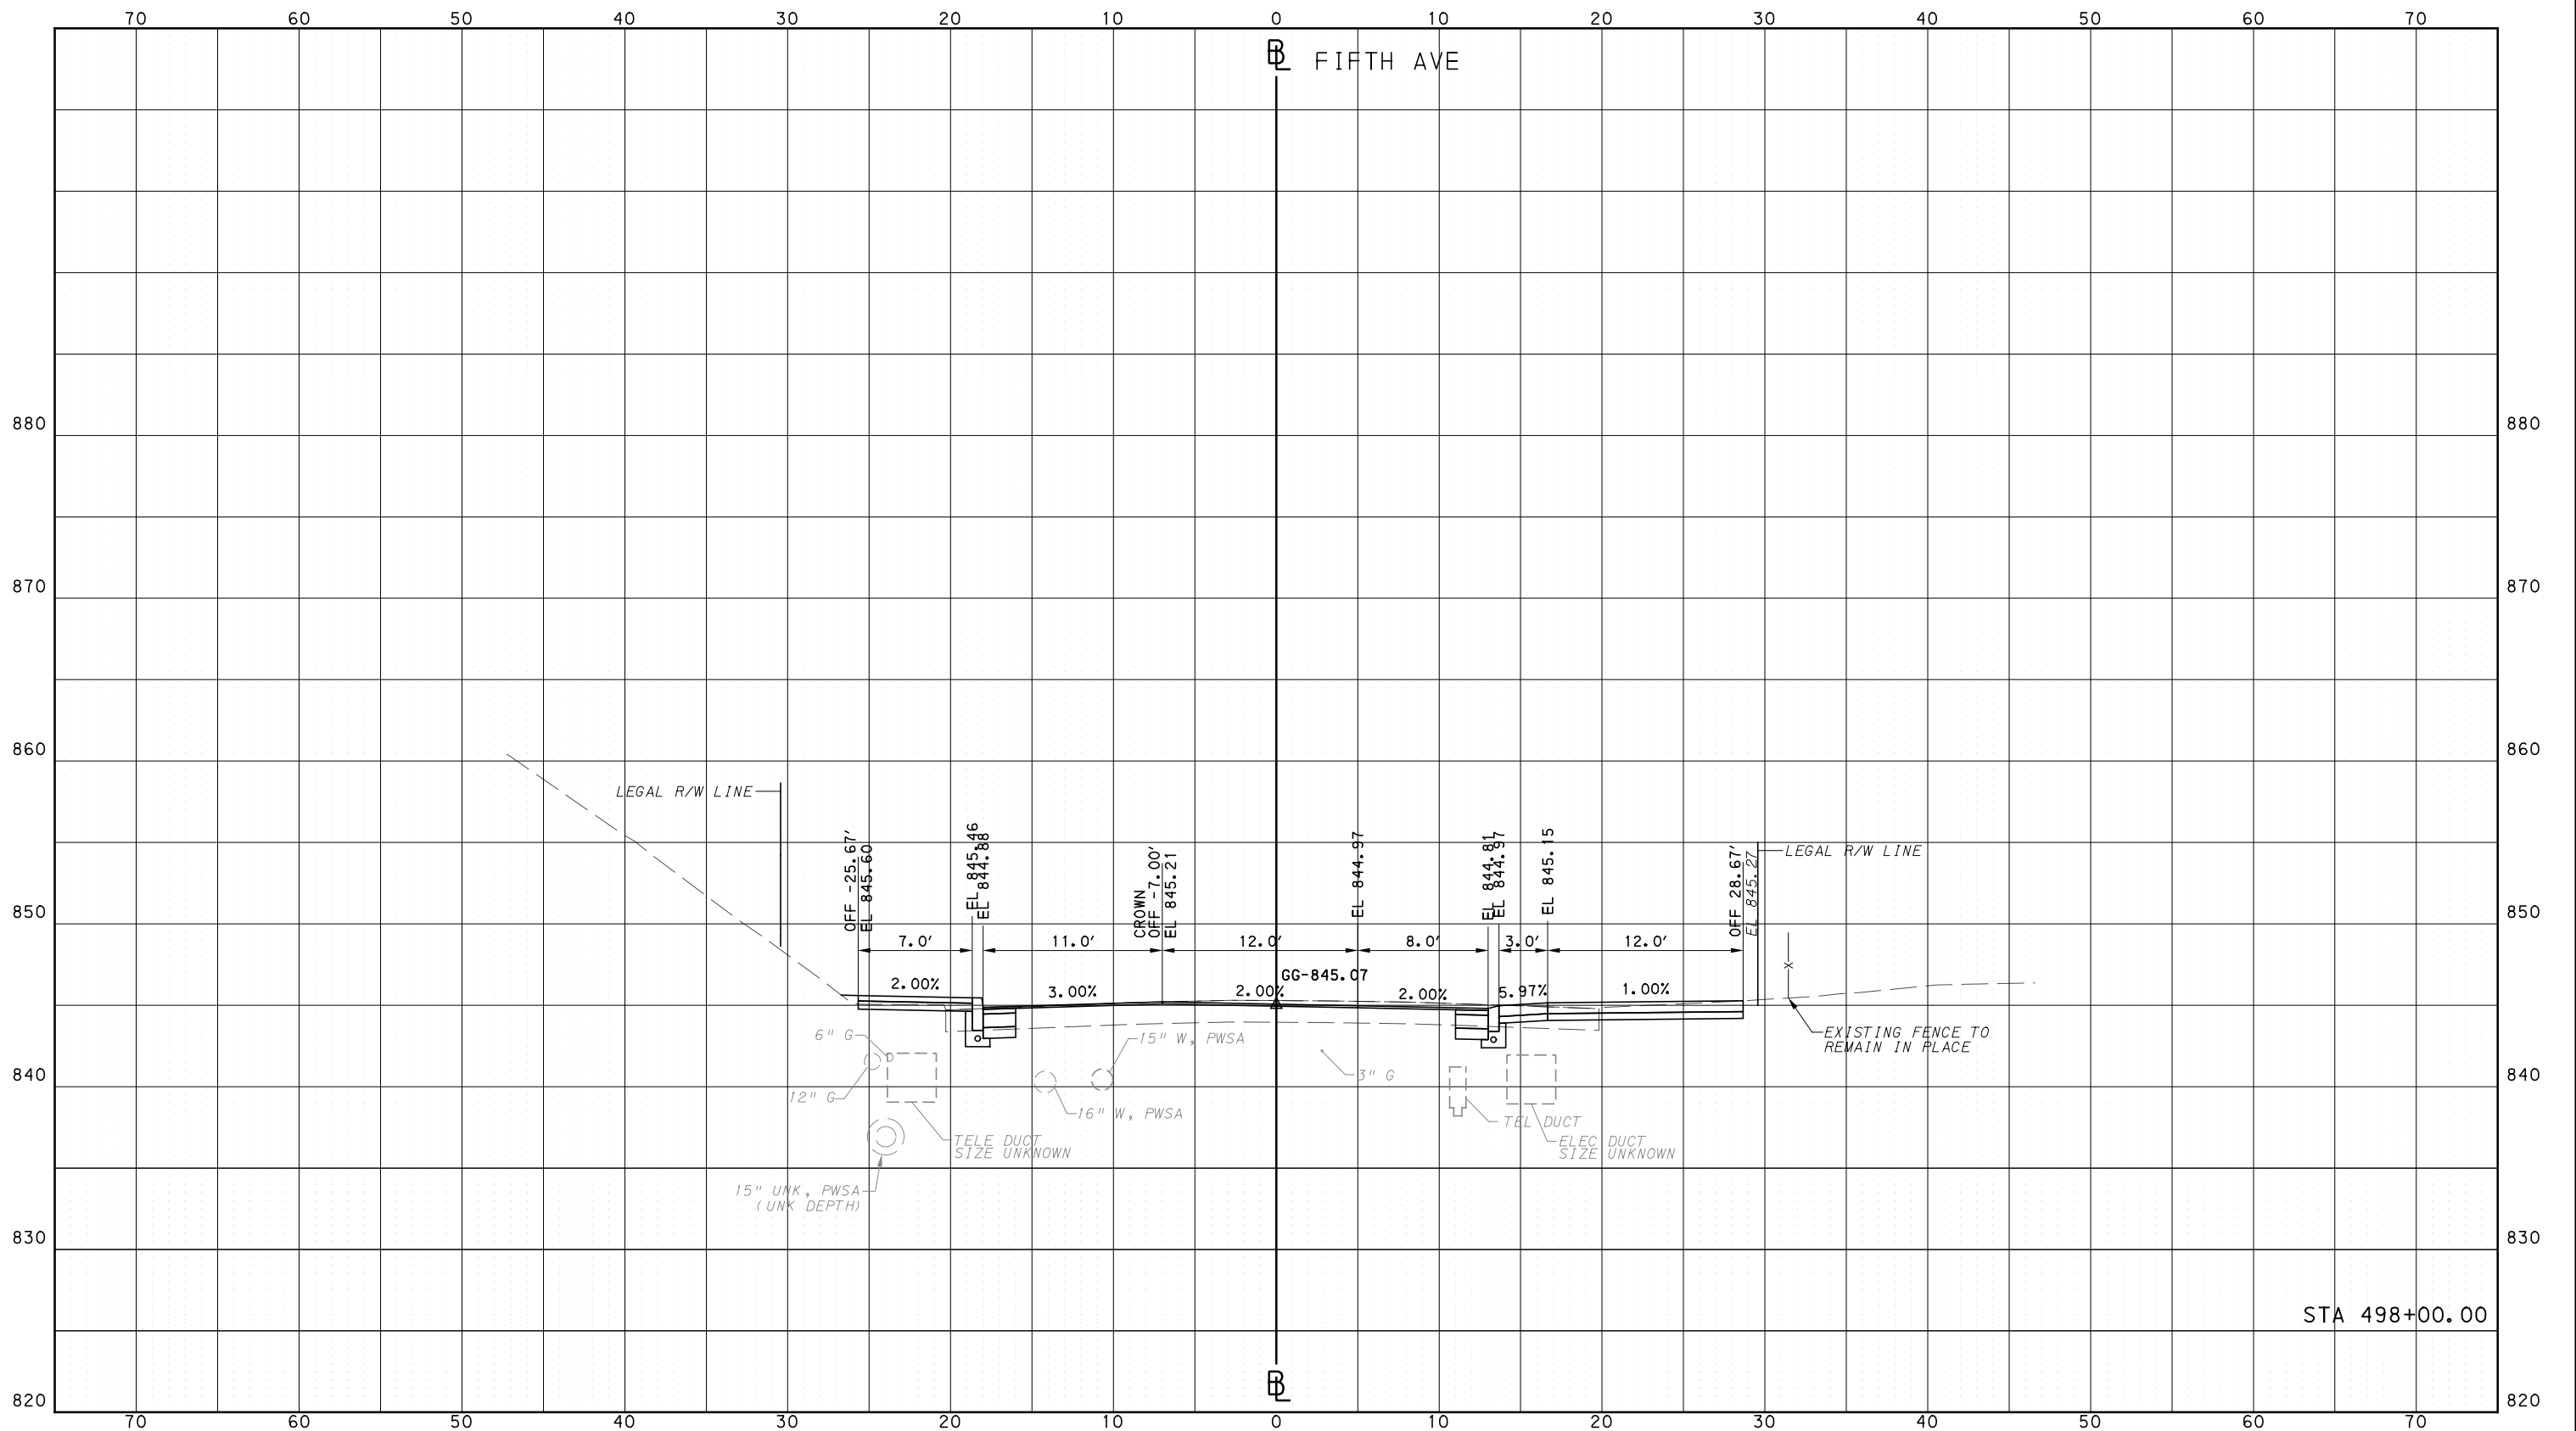 70 60 50 40 30 20 10 0 10 20 30 40 50 60 70
FIFTH AVE
880 880
870 870
860 860
LEGAL R/W LINE
OFF -25.67'
EL 845.60
EL 845.46
EL 844.88
CROWN
OFF -7.00'
EL 845.21
EL 844.97
EL 844.81
EL 844.97
EL 845.15
OFF 28.67'
EL 845.27
LEGAL R/W LINE
850 850
7.0' 11.0' 12.0' 8.0' 3.0' 12.0'
X
GG-845.07
2.00% 3.00% 2.00% 2.00% 5.97% 1.00%
EXISTING FENCE TO
REMAIN IN PLACE
6" G
15" W, PWSA
840 840
3" G
12" G
16" W, PWSA
TEL DUCT
TELE DUCT
SIZE UNKNOWN
ELEC DUCT
SIZE UNKNOWN
15" UNK, PWSA
(UNK DEPTH)
830 830
STA 498+00.00
820 820
70 60 50 40 30 20 10 0 10 20 30 40 50 60 70